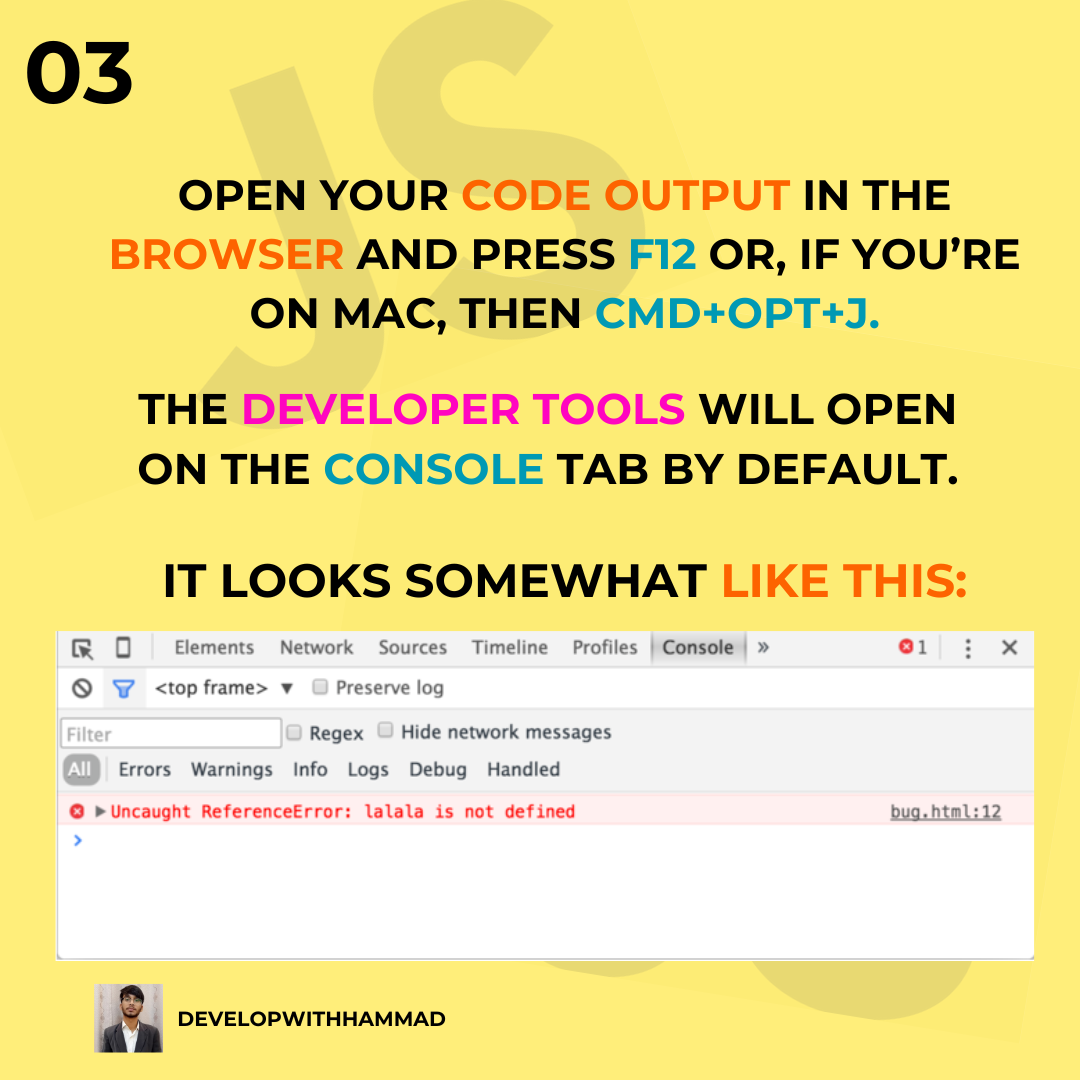 03
JS
OPEN YOUR CODE OUTPUT IN THE
BROWSER AND PRESS F12 OR, IF YOU’RE
ON MAC, THEN CMD+OPT+J.
THE DEVELOPER TOOLS WILL OPEN
ON THE CONSOLE TAB BY DEFAULT.
IT LOOKS SOMEWHAT LIKE THIS:
Elements Network Sources Timeline Profiles Console » 1
<top frame> ▼ Preserve log
Filter Regex Hide network messages
All Errors Warnings Info Logs Debug Handled
Uncaught ReferenceError: lalala is not defined bug.html:12
>
DEVELOPWITHHAMMAD